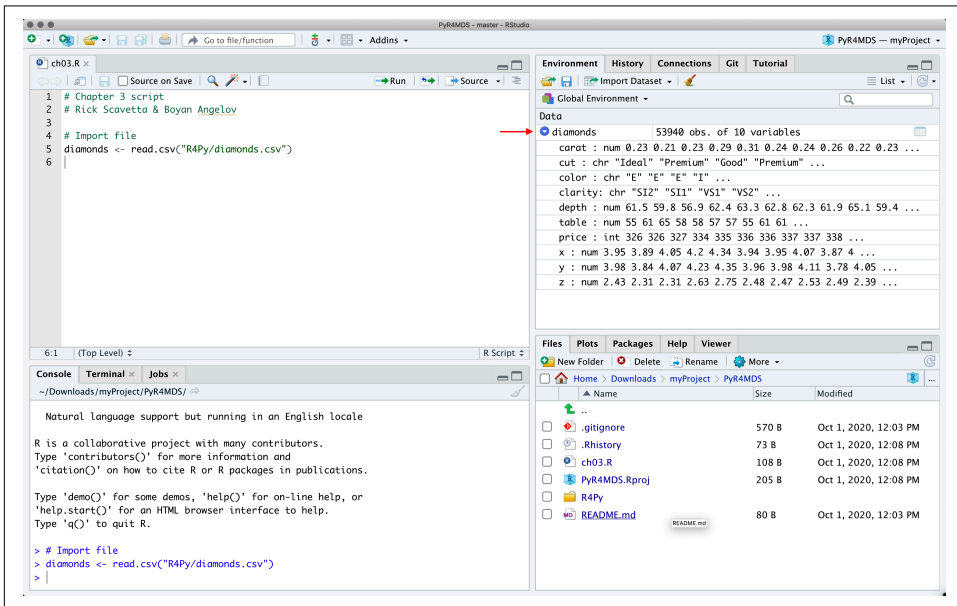 PyR4MDS - master - RStudio
Go to file/function
Addins
PyR4MDS — myProject
ch03.R
Source on Save
Run
Source
1 # Chapter 3 script
2 # Rick Scavetta & Boyan Angelov
3
4 # Import file
5 diamonds <- read.csv("R4Py/diamonds.csv")
6
6:1 (Top Level)
R Script
Console Terminal Jobs
~/Downloads/myProject/PyR4MDS/
Natural language support but running in an English locale
R is a collaborative project with many contributors.
Type 'contributors()' for more information and
'citation()' on how to cite R or R packages in publications.
Type 'demo()' for some demos, 'help()' for on-line help, or
'help.start()' for an HTML browser interface to help.
Type 'q()' to quit R.
> # Import file
> diamonds <- read.csv("R4Py/diamonds.csv")
>
Environment History Connections Git Tutorial
Import Dataset
List
Global Environment
Data
diamonds 53940 obs. of 10 variables
carat : num 0.23 0.21 0.23 0.29 0.31 0.24 0.24 0.26 0.22 0.23 ...
cut : chr "Ideal" "Premium" "Good" "Premium" ...
color : chr "E" "E" "E" "I" ...
clarity: chr "SI2" "SI1" "VS1" "VS2" ...
depth : num 61.5 59.8 56.9 62.4 63.3 62.8 62.3 61.9 65.1 59.4 ...
table : num 55 61 65 58 58 57 57 55 61 61 ...
price : int 326 326 327 334 335 336 336 337 337 338 ...
x : num 3.95 3.89 4.05 4.2 4.34 3.94 3.95 4.07 3.87 4 ...
y : num 3.98 3.84 4.07 4.23 4.35 3.96 3.98 4.11 3.78 4.05 ...
z : num 2.43 2.31 2.31 2.63 2.75 2.48 2.47 2.53 2.49 2.39 ...
Files Plots Packages Help Viewer
New Folder Delete Rename More
Home > Downloads > myProject > PyR4MDS
...
Name Size Modified
..
.gitignore 570 B Oct 1, 2020, 12:03 PM
.Rhistory 73 B Oct 1, 2020, 12:08 PM
ch03.R 108 B Oct 1, 2020, 12:08 PM
PyR4MDS.Rproj 205 B Oct 1, 2020, 12:08 PM
R4Py
MD README.md 80 B Oct 1, 2020, 12:03 PM
README.md